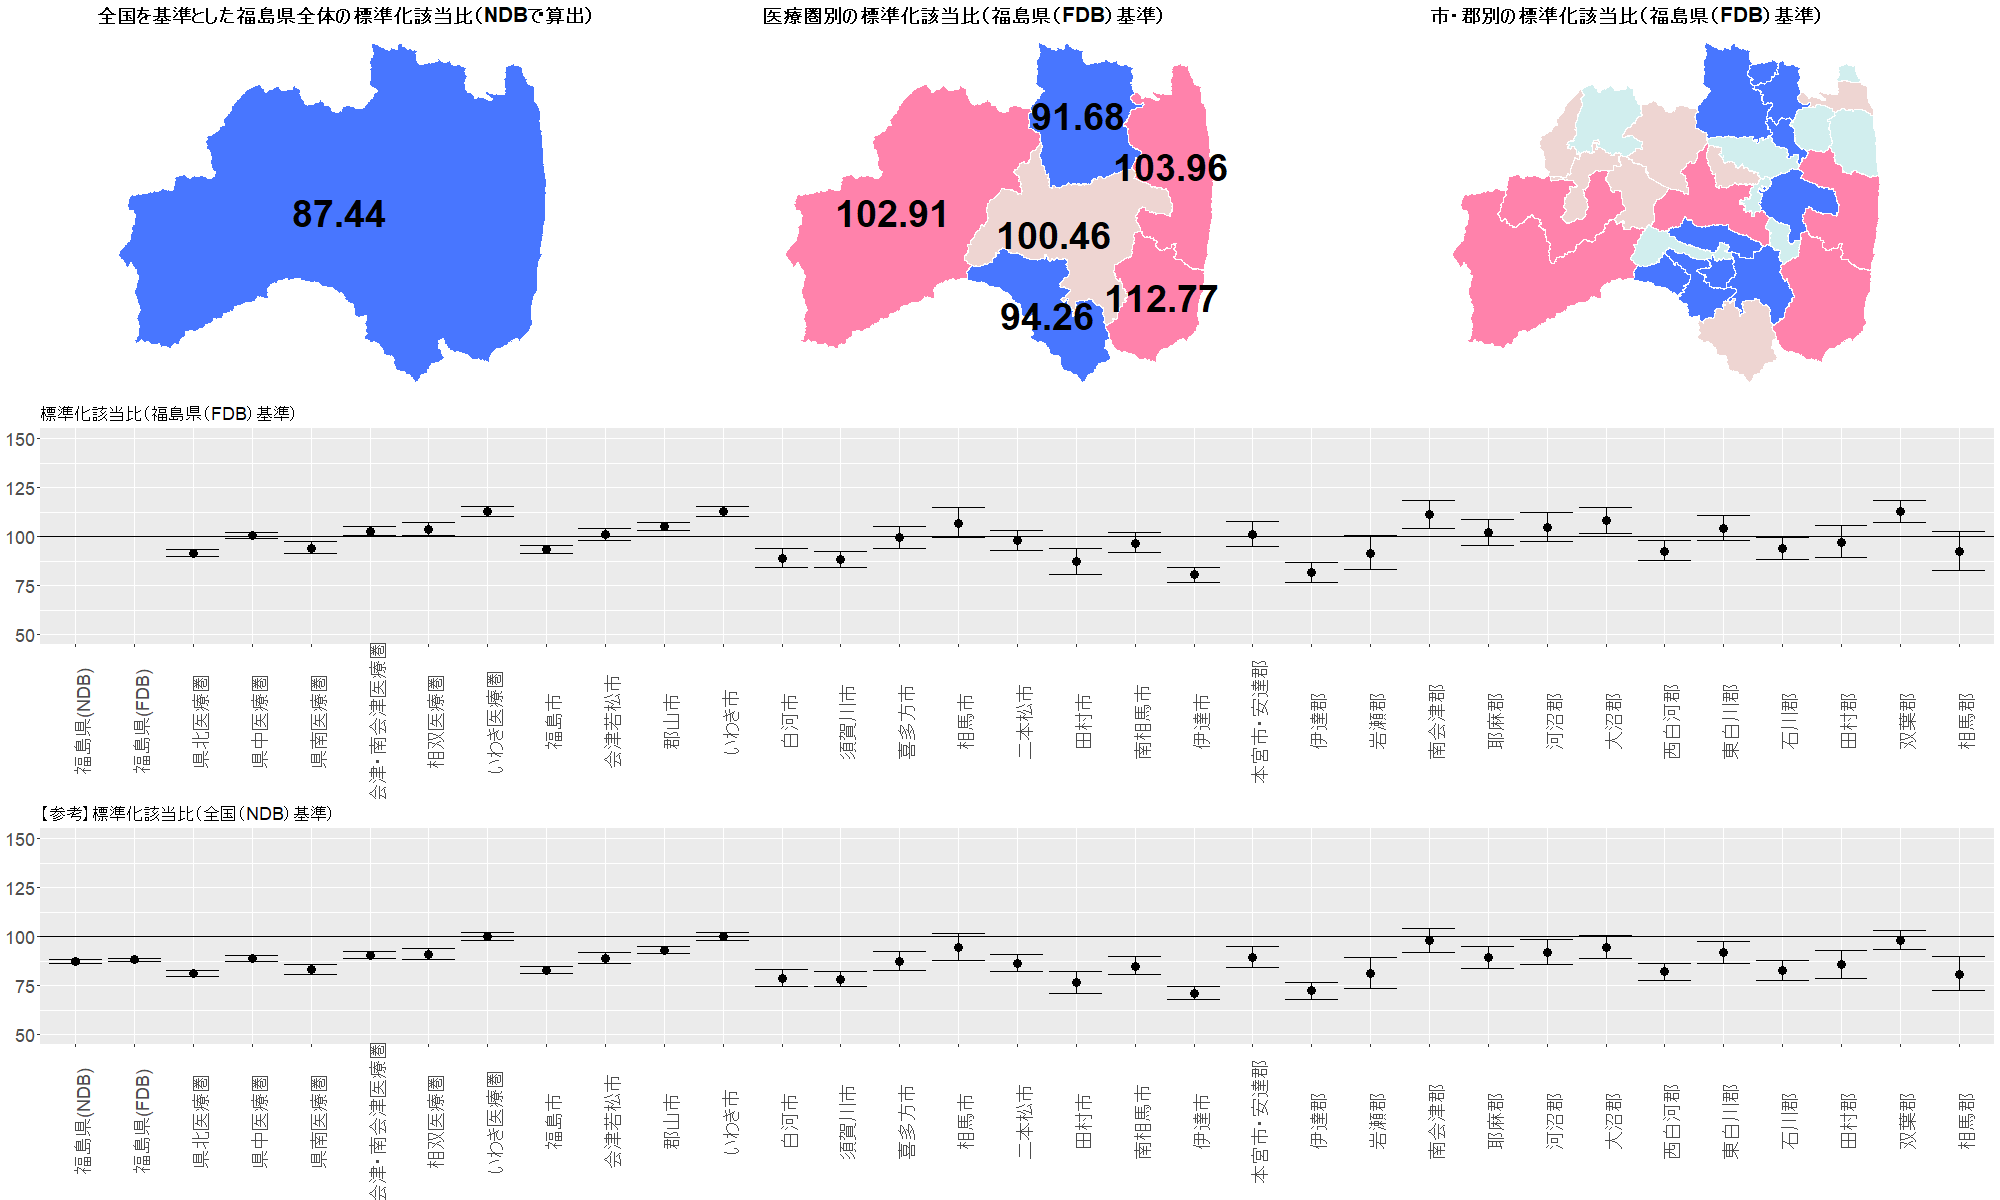 全国を基準とした福島県全体の標準化該当比(NDBで算出)
医療圏別の標準化該当比(福島県(FDB)基準)
市・郡別の標準化該当比(福島県(FDB)基準)
87.44
91.68
103.96
102.91
100.46
112.77
94.26
標準化該当比(福島県(FDB)基準)
150
125
100
75
50
福島県(NDB)
福島県(FDB)
県北医療圏
県中医療圏
県南医療圏
会津・南会津医療圏
相双医療圏
いわき医療圏
福島市
会津若松市
郡山市
いわき市
白河市
須賀川市
喜多方市
相馬市
二本松市
田村市
南相馬市
伊達市
本宮市・安達郡
伊達郡
岩瀬郡
南会津郡
耶麻郡
河沼郡
大沼郡
西白河郡
東白川郡
石川郡
田村郡
双葉郡
相馬郡
【参考】標準化該当比(全国(NDB)基準)
150
125
100
75
50
福島県(NDB)
福島県(FDB)
県北医療圏
県中医療圏
県南医療圏
会津・南会津医療圏
相双医療圏
いわき医療圏
福島市
会津若松市
郡山市
いわき市
白河市
須賀川市
喜多方市
相馬市
二本松市
田村市
南相馬市
伊達市
本宮市・安達郡
伊達郡
岩瀬郡
南会津郡
耶麻郡
河沼郡
大沼郡
西白河郡
東白川郡
石川郡
田村郡
双葉郡
相馬郡